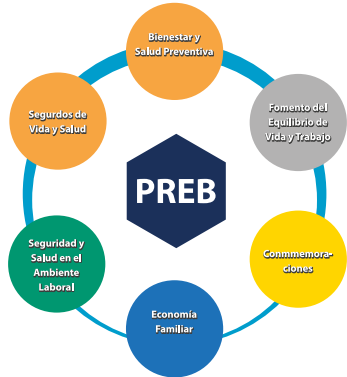 Bienestar y
Salud Preventiva
Fomento del
Equilibrio de
Vida y Trabajo
Conmmemora-
ciones
Economía
Familiar
Seguridad y
Salud en el
Ambiente
Laboral
Segurdos de
Vida y Salud
PREB